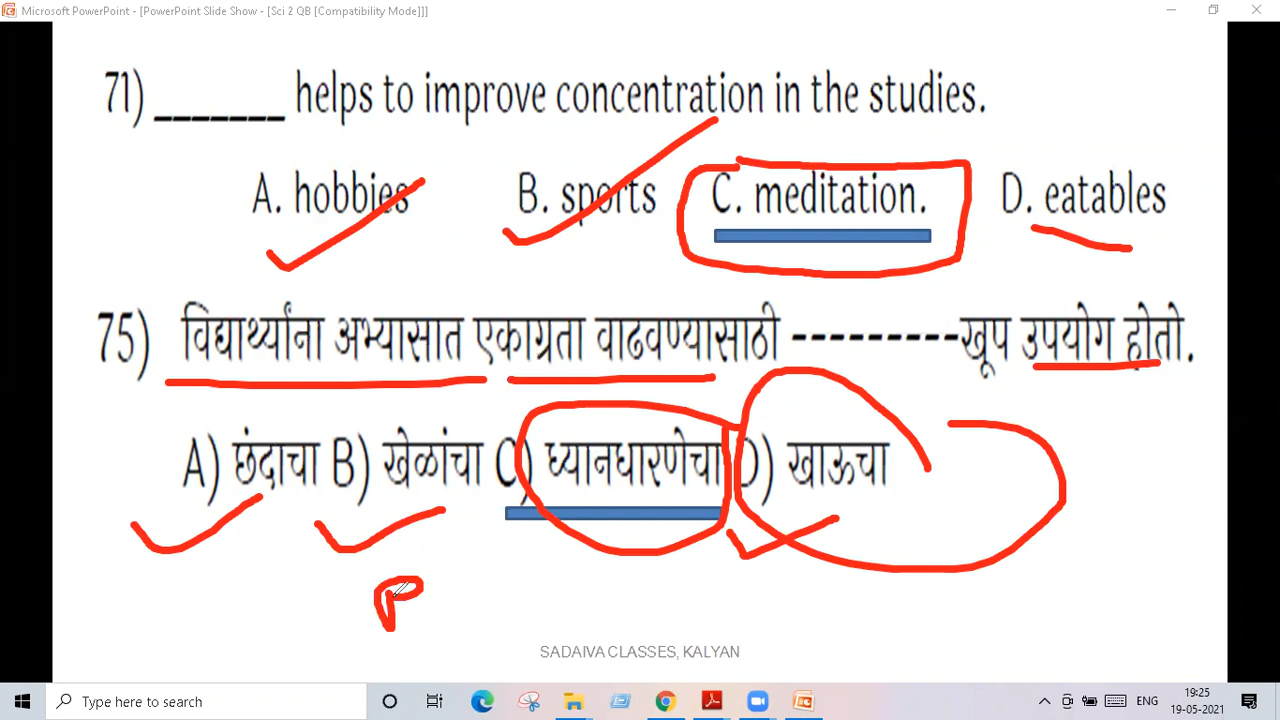 Microsoft PowerPoint - [PowerPoint Slide Show - [Sci 2 QB [Compatibility Mode]]]
71) _______ helps to improve concentration in the studies.
A. hobbies B. sports C. meditation. D. eatables
75) विद्यार्थ्यांना अभ्यासात एकाग्रता वाढवण्यासाठी ----------खूप उपयोग होतो.
A) छंदाचा B) खेळांचा C) ध्यानधारणेचा D) खाऊचा
SADAIVA CLASSES, KALYAN
Type here to search
ENG
19:25
19-05-2021